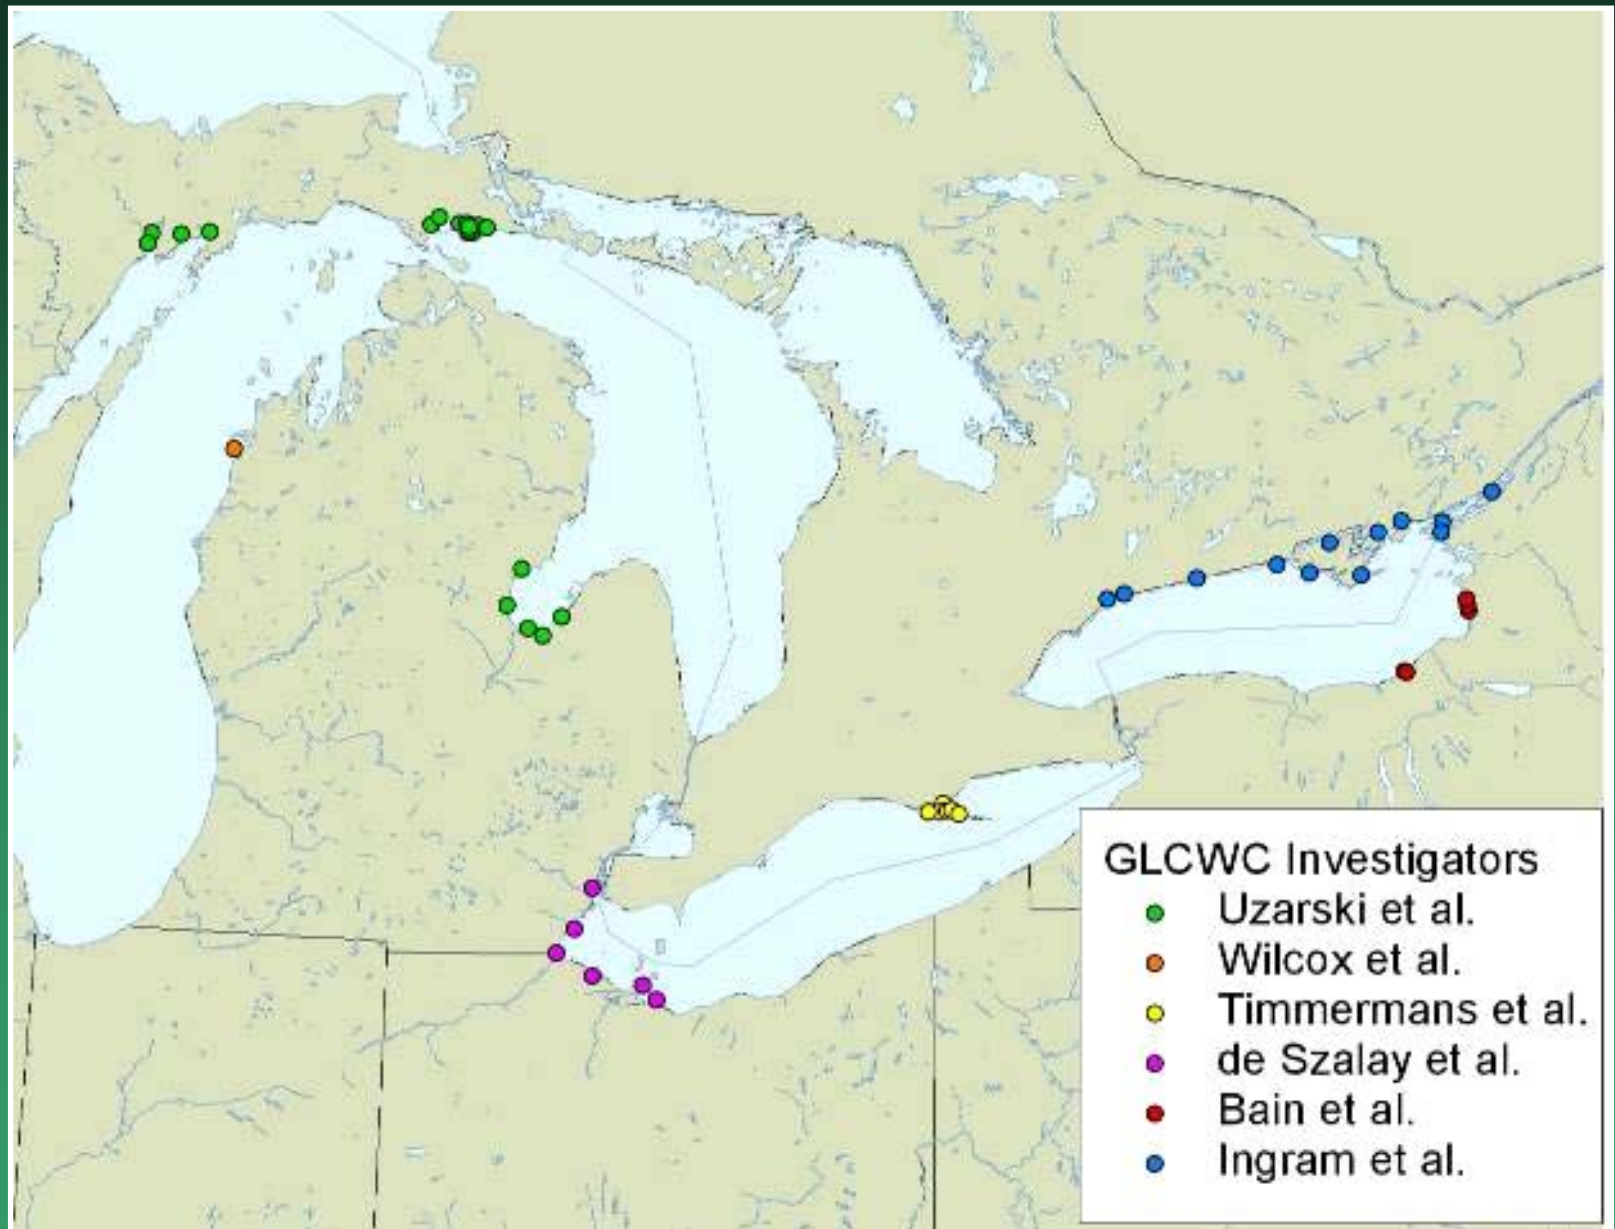 GLCWC Investigators
Uzarski et al.
Wilcox et al.
Timmermans et al.
de Szalay et al.
Bain et al.
Ingram et al.